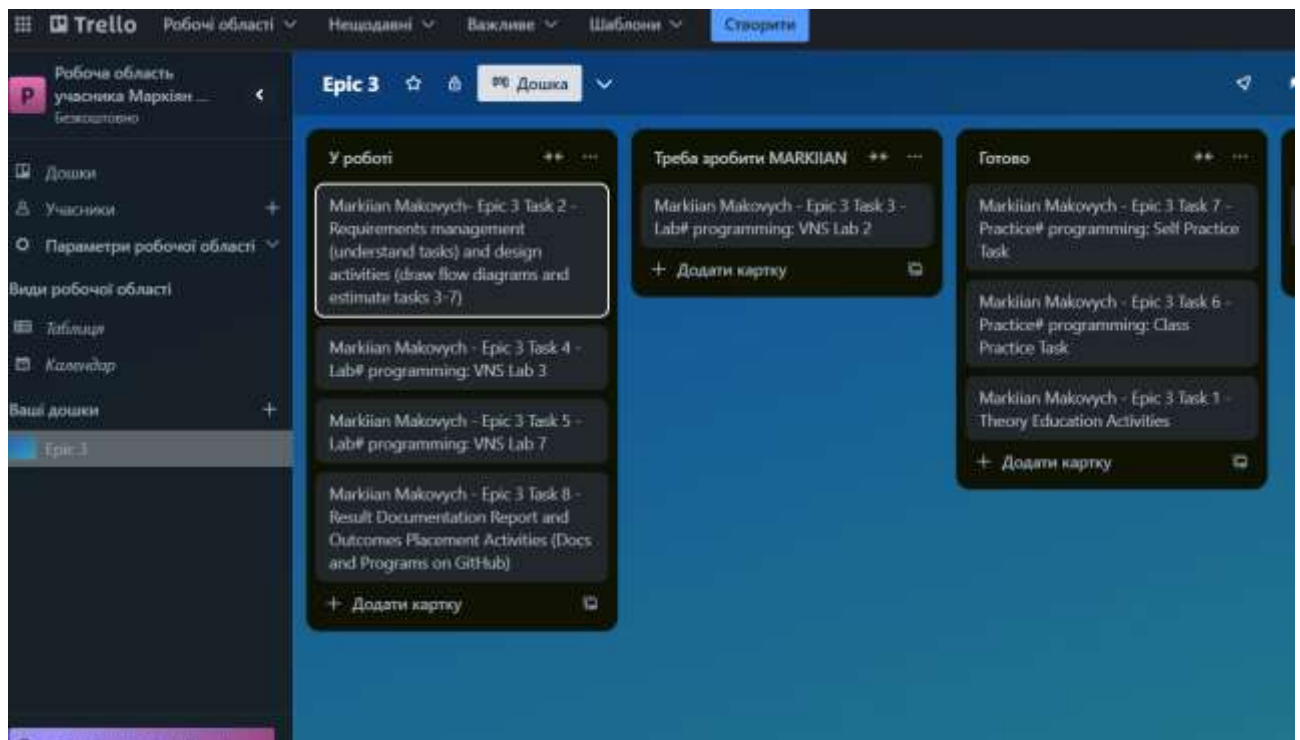 Trello
Робочі області
Нещодавні
Важливе
Шаблони
Створити
P
Робоча область
учасника Маркіян ...
Безкоштовно
Дошки
Учасники
Параметри робочої області
Види робочої області
Таблиця
Календар
Ваші дошки
Epic 3
Epic 3
Дошка
У роботі
Markiian Makovych- Epic 3 Task 2 -
Requirements management
(understand tasks) and design
activities (draw flow diagrams and
estimate tasks 3-7)
Markiian Makovych - Epic 3 Task 4 -
Lab# programming: VNS Lab 3
Markiian Makovych - Epic 3 Task 5 -
Lab# programming: VNS Lab 7
Markiian Makovych - Epic 3 Task 8 -
Result Documentation Report and
Outcomes Placement Activities (Docs
and Programs on GitHub)
+ Додати картку
Треба зробити MARKIIAN
Markiian Makovych - Epic 3 Task 3 -
Lab# programming: VNS Lab 2
+ Додати картку
Готово
Markiian Makovych - Epic 3 Task 7 -
Practice# programming: Self Practice
Task
Markiian Makovych - Epic 3 Task 6 -
Practice# programming: Class
Practice Task
Markiian Makovych - Epic 3 Task 1 -
Theory Education Activities
+ Додати картку